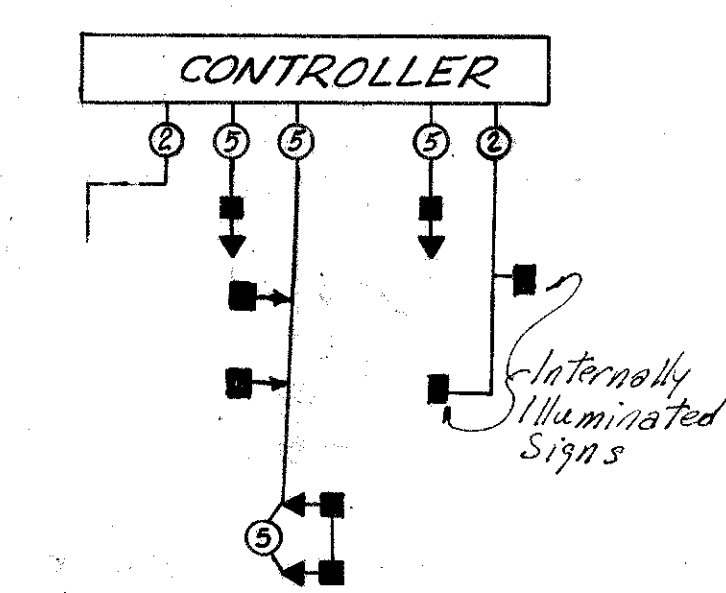 CONTROLLER
2 5 5 5 2
Internally
Illuminated
Signs
5